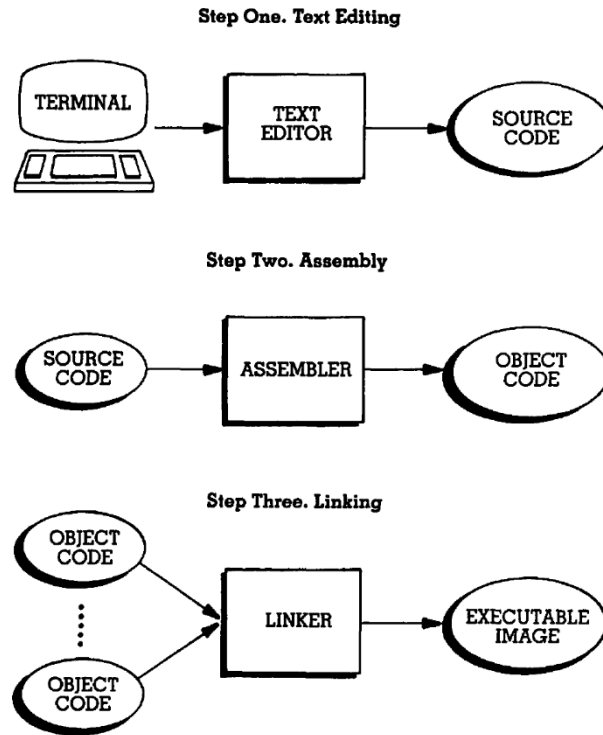 Step One. Text Editing
TERMINAL
TEXT
EDITOR
SOURCE
CODE
Step Two. Assembly
SOURCE
CODE
ASSEMBLER
OBJECT
CODE
Step Three. Linking
OBJECT
CODE
LINKER
EXECUTABLE
IMAGE
OBJECT
CODE